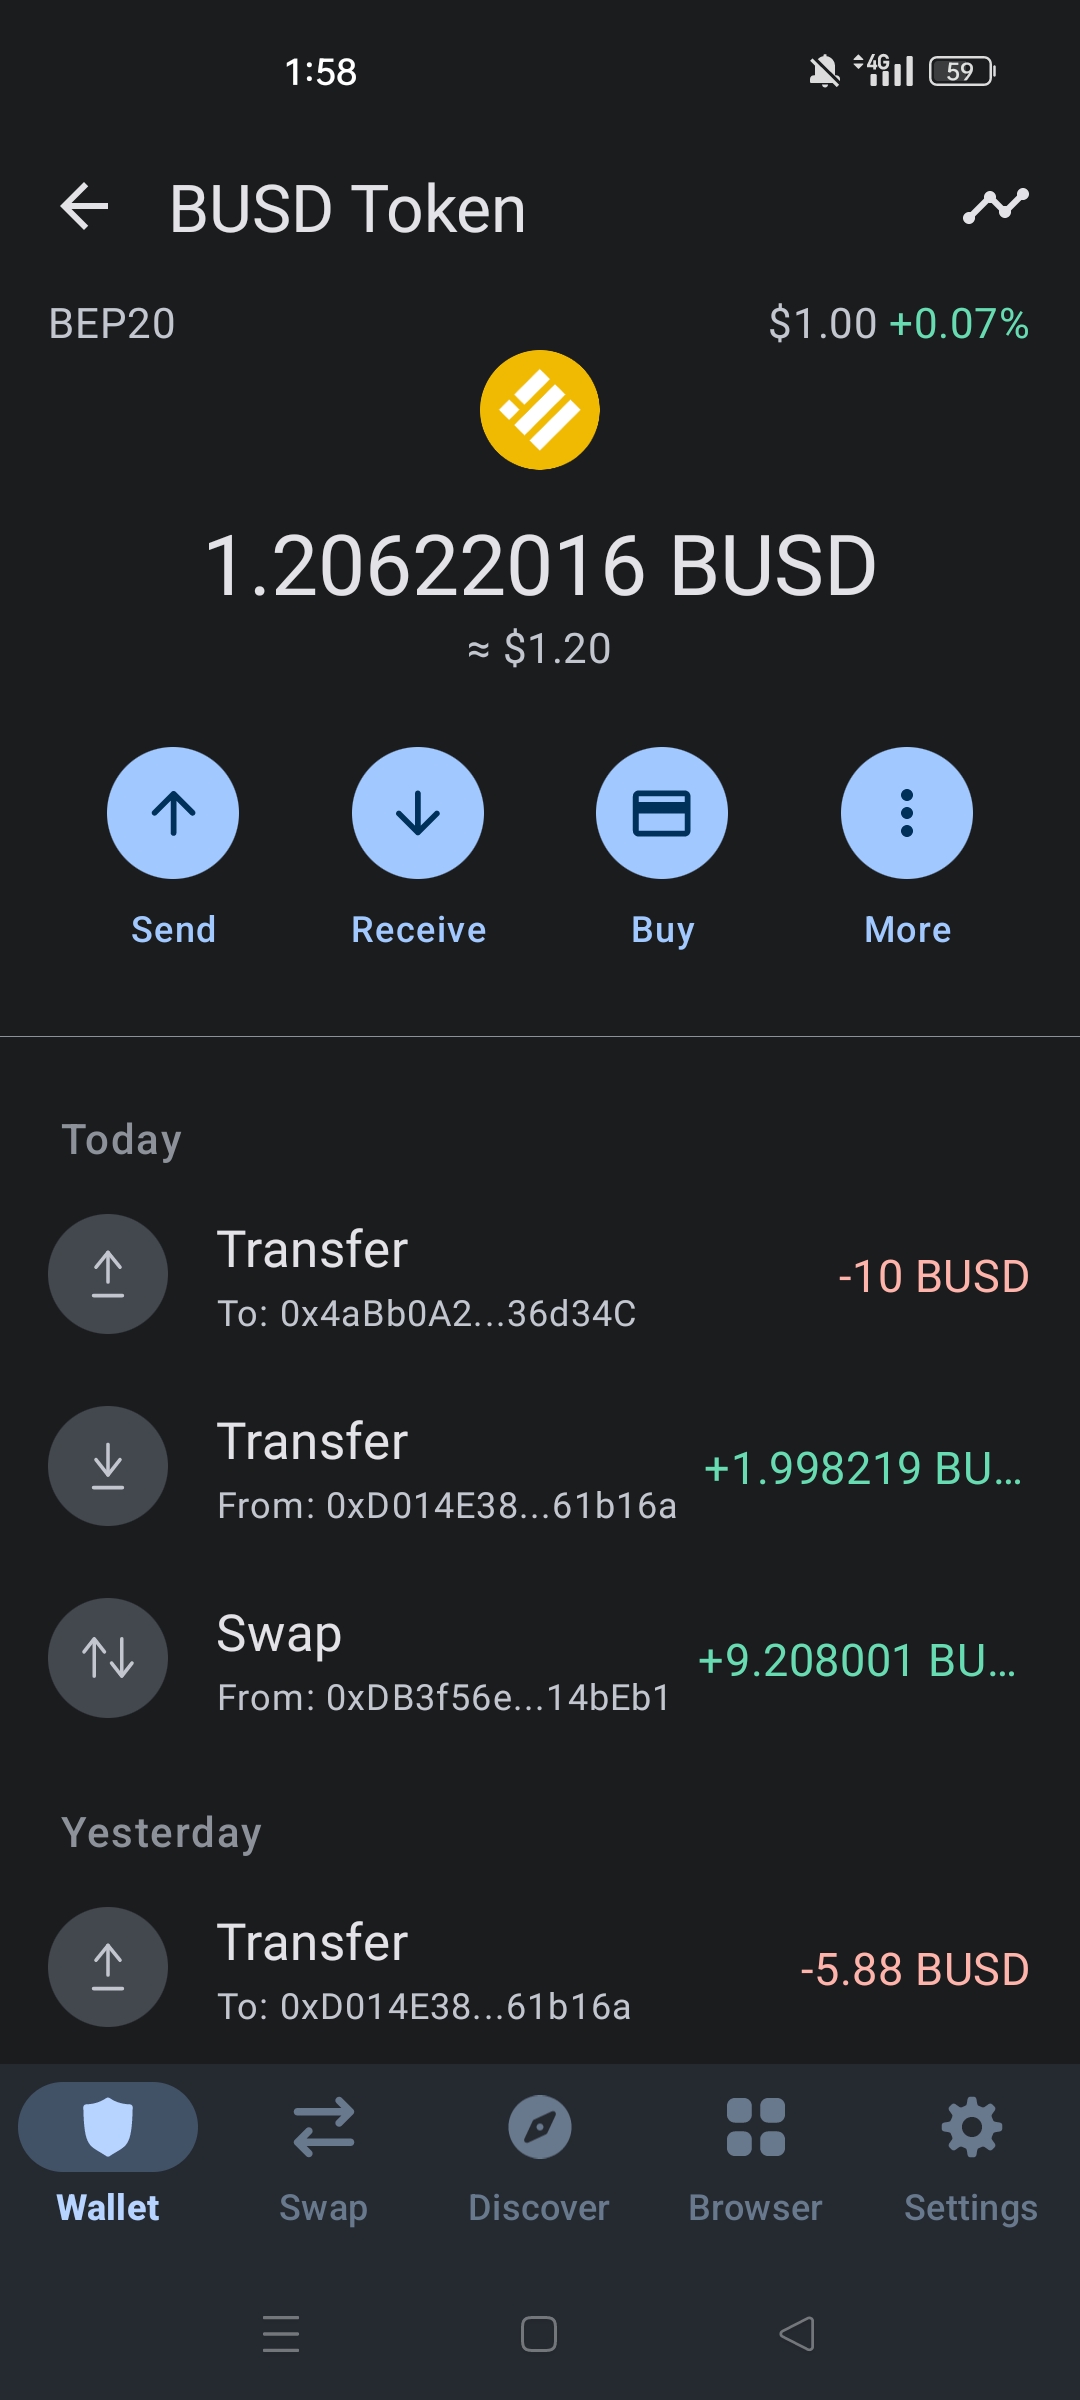 1:58
4G
59
BUSD Token
BEP20
$1.00 +0.07%
1.20622016 BUSD
≈ $1.20
Send
Receive
Buy
More
Today
Transfer
-10 BUSD
To: 0x4aBb0A2...36d34C
Transfer
+1.998219 BU...
From: 0xD014E38...61b16a
Swap
+9.208001 BU...
From: 0xDB3f56e...14bEb1
Yesterday
Transfer
-5.88 BUSD
To: 0xD014E38...61b16a
Wallet
Swap
Discover
Browser
Settings